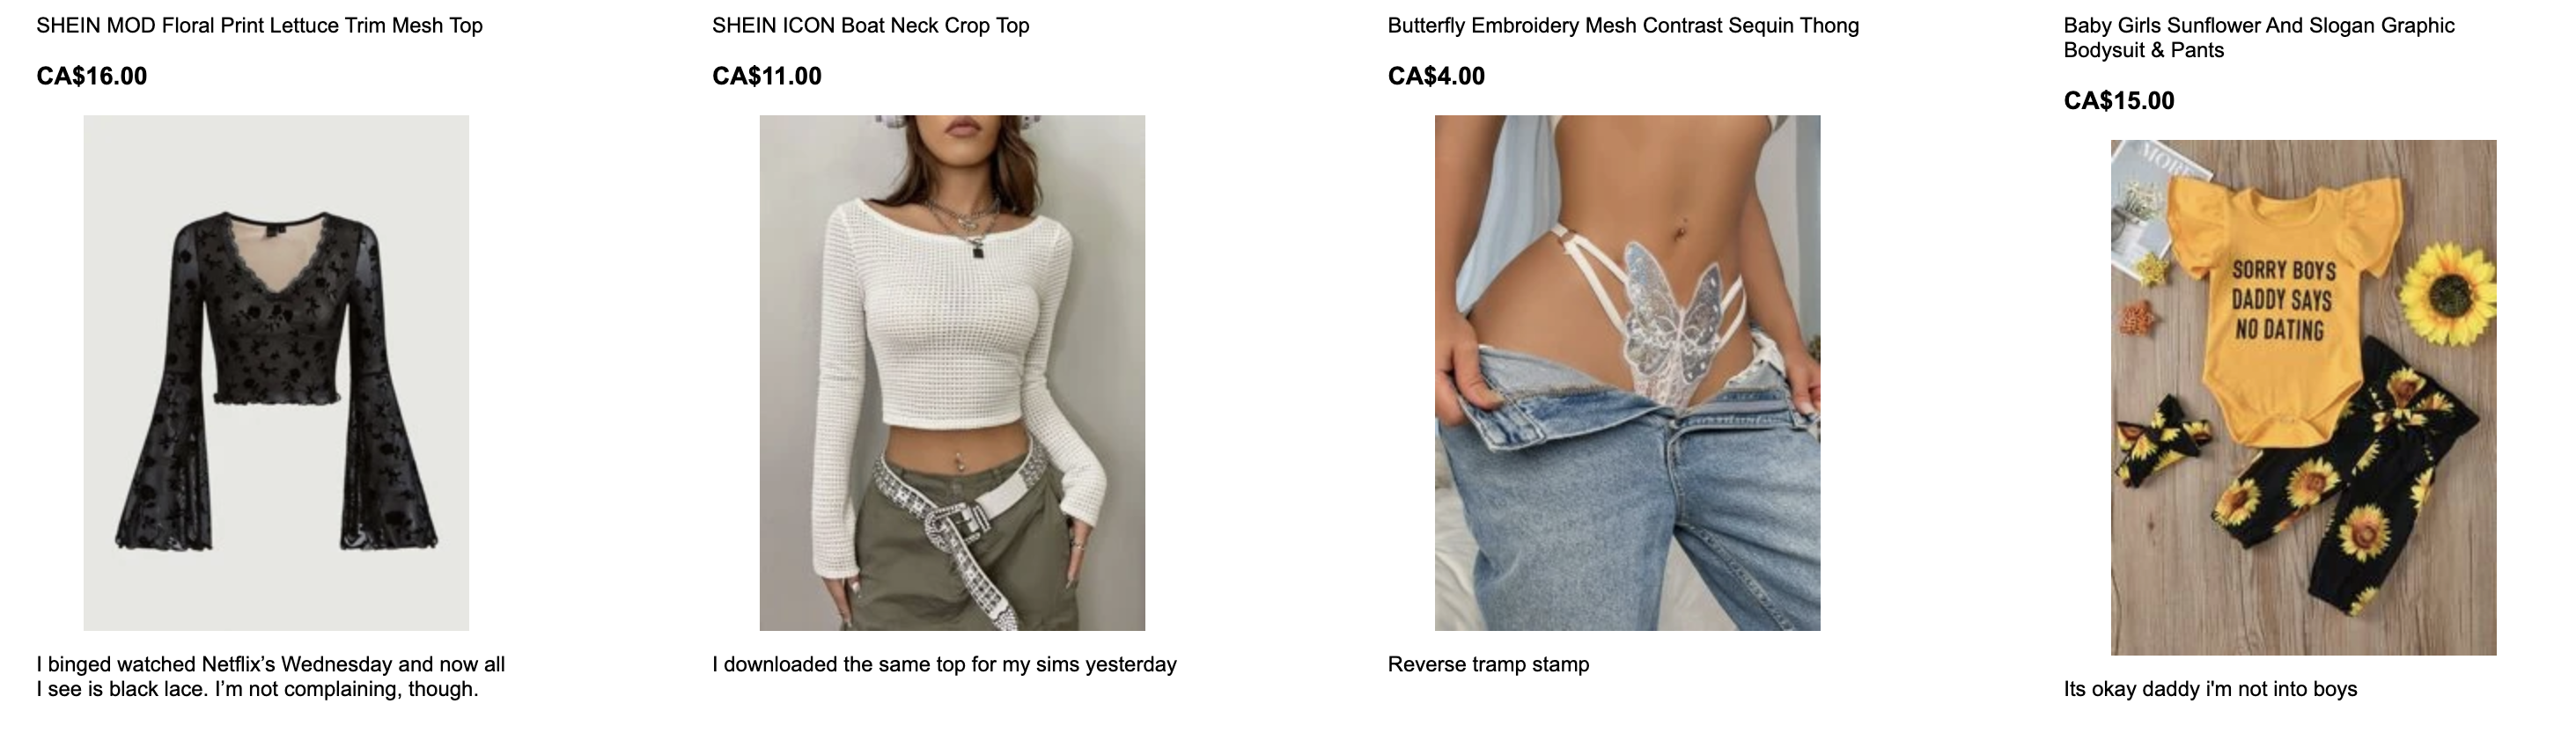 SHEIN MOD Floral Print Lettuce Trim Mesh Top
CA$16.00
I binged watched Netflix’s Wednesday and now all
I see is black lace. I’m not complaining, though.
SHEIN ICON Boat Neck Crop Top
CA$11.00
I downloaded the same top for my sims yesterday
Butterfly Embroidery Mesh Contrast Sequin Thong
CA$4.00
Reverse tramp stamp
Baby Girls Sunflower And Slogan Graphic
Bodysuit & Pants
CA$15.00
MORE
SORRY BOYS
DADDY SAYS
NO DATING
Its okay daddy i'm not into boys